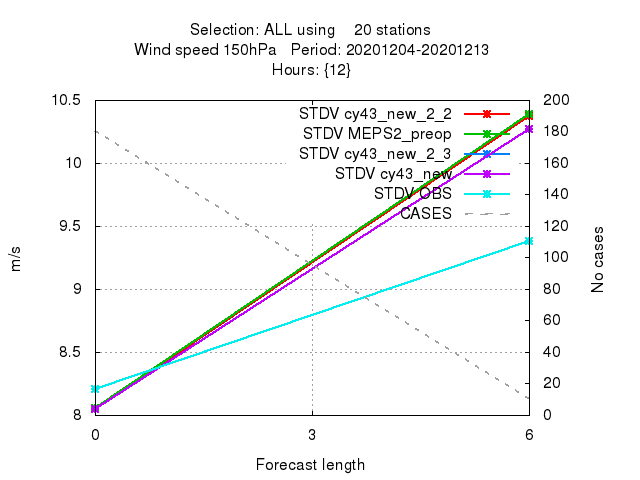 Selection: ALL using 20 stations
Wind speed 150hPa Period: 20201204-20201213
Hours: {12}
10.5 200
STDV cy43_new_2_2
STDV MEPS2_preop 180
10 STDV cy43_new_2_3 160
STDV cy43_new
STDV OBS 140
CASES
9.5 120
m/s No cases
100
9 80
60
8.5 40
20
8 0
0 3 6
Forecast length